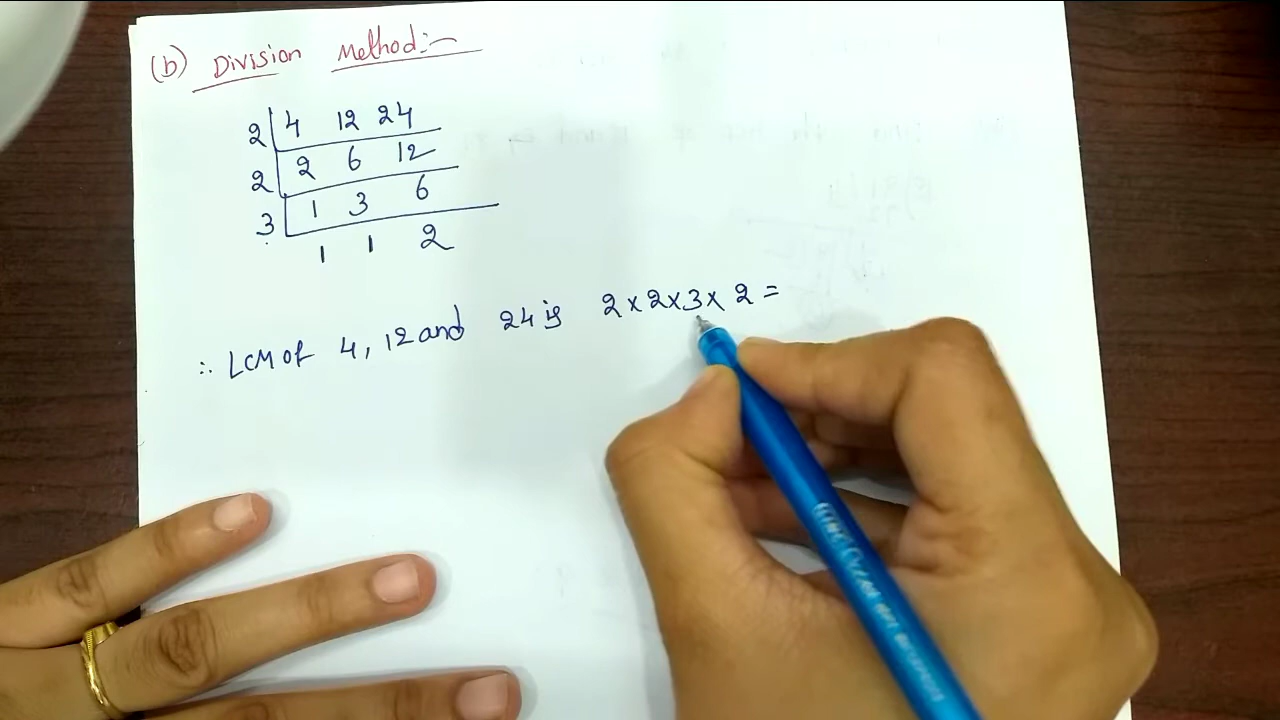 (b) Division Method:-
2 4 12 24
2 2 6 12
3 1 3 6
1 1 2
∴ LCM of 4, 12 and 24 is 2×2×3×2=